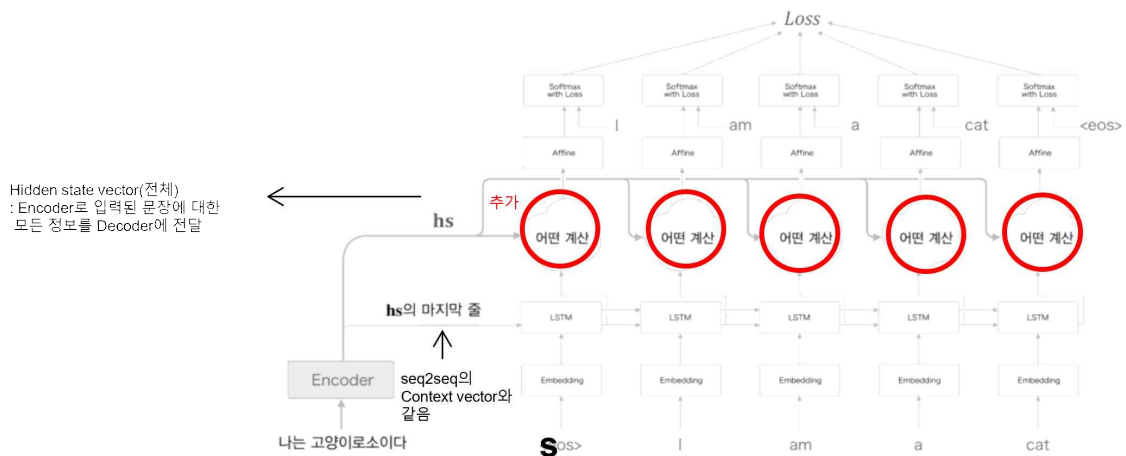 Loss
Softmax
with Loss
Softmax
with Loss
Softmax
with Loss
Softmax
with Loss
Softmax
with Loss
I
am
a
cat
<eos>
Affine
Affine
Affine
Affine
Affine
Hidden state vector(전체)
: Encoder로 입력된 문장에 대한
모든 정보를 Decoder에 전달
추가
hs
어떤 계산
어떤 계산
어떤 계산
어떤 계산
어떤 계산
hs의 마지막 줄
LSTM
LSTM
LSTM
LSTM
LSTM
Encoder
seq2seq의
Context vector와
같음
Embedding
Embedding
Embedding
Embedding
Embedding
나는 고양이로소이다
sos>
I
am
a
cat